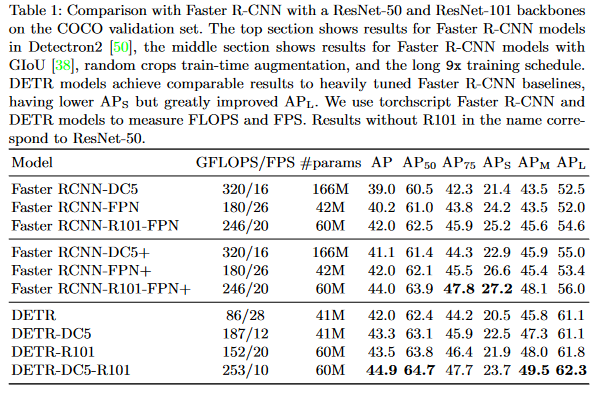 Table 1: Comparison with Faster R-CNN with a ResNet-50 and ResNet-101 backbones
on the COCO validation set. The top section shows results for Faster R-CNN models
in Detectron2 [50], the middle section shows results for Faster R-CNN models with
GIoU [38], random crops train-time augmentation, and the long 9x training schedule.
DETR models achieve comparable results to heavily tuned Faster R-CNN baselines,
having lower APS but greatly improved APL. We use torchscript Faster R-CNN and
DETR models to measure FLOPS and FPS. Results without R101 in the name corre-
spond to ResNet-50.
Model GFLOPS/FPS #params AP AP50 AP75 APS APM APL
Faster RCNN-DC5 320/16 166M 39.0 60.5 42.3 21.4 43.5 52.5
Faster RCNN-FPN 180/26 42M 40.2 61.0 43.8 24.2 43.5 52.0
Faster RCNN-R101-FPN 246/20 60M 42.0 62.5 45.9 25.2 45.6 54.6
Faster RCNN-DC5+ 320/16 166M 41.1 61.4 44.3 22.9 45.9 55.0
Faster RCNN-FPN+ 180/26 42M 42.0 62.1 45.5 26.6 45.4 53.4
Faster RCNN-R101-FPN+ 246/20 60M 44.0 63.9 47.8 27.2 48.1 56.0
DETR 86/28 41M 42.0 62.4 44.2 20.5 45.8 61.1
DETR-DC5 187/12 41M 43.3 63.1 45.9 22.5 47.3 61.1
DETR-R101 152/20 60M 43.5 63.8 46.4 21.9 48.0 61.8
DETR-DC5-R101 253/10 60M 44.9 64.7 47.7 23.7 49.5 62.3